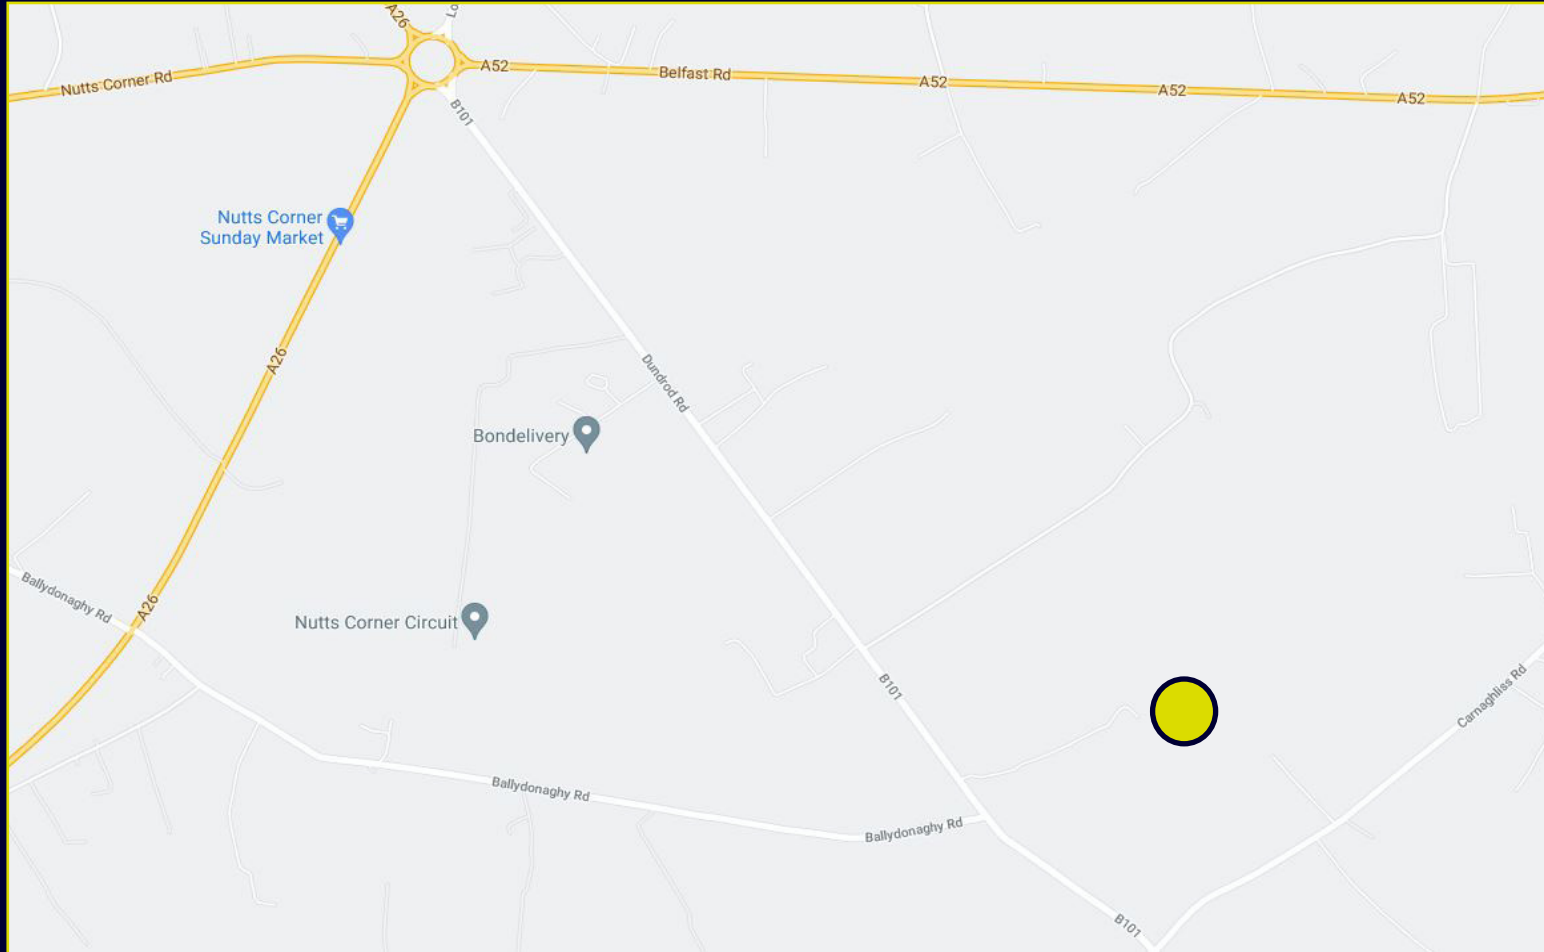 A26
Lo
Nutts Corner Rd
A52
Belfast Rd
A52
A52
A52
B101
Nutts Corner
Sunday Market
A26
Dundrod Rd
Bondelivery
Ballydonaghy Rd
A26
Nutts Corner Circuit
B101
Carnaghliss Rd
Ballydonaghy Rd
Ballydonaghy Rd
B101